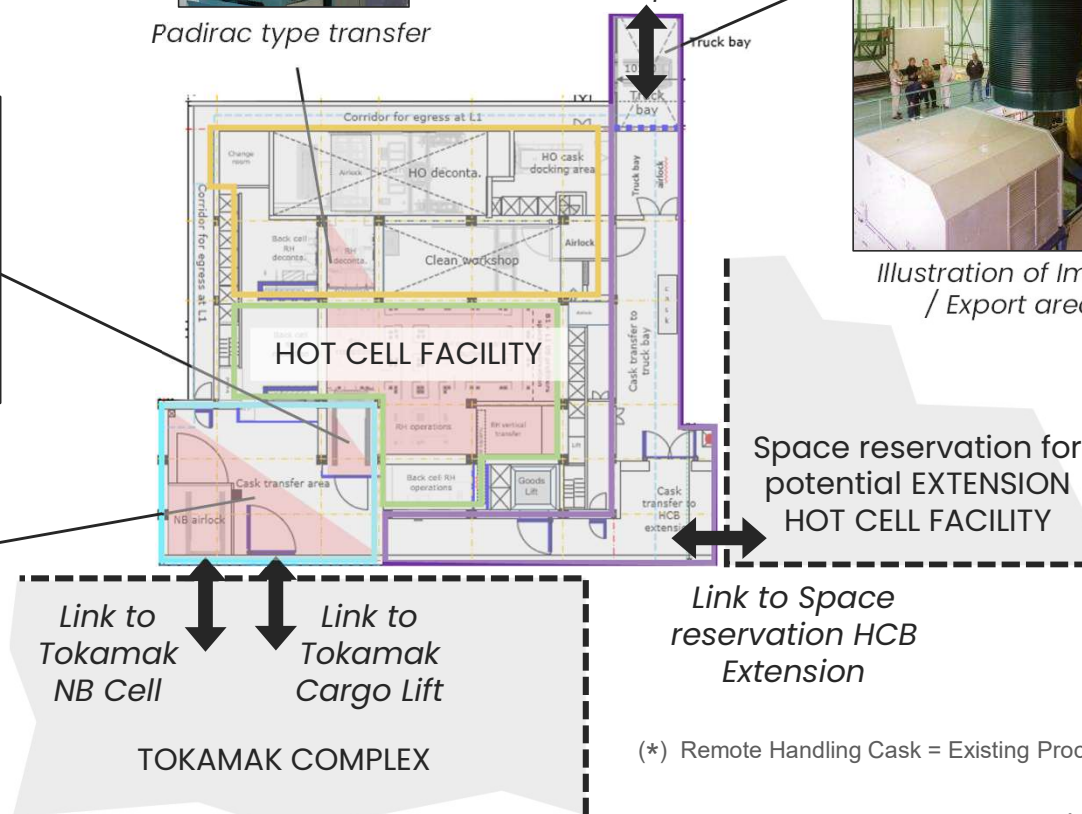 Padirac type transfer
Truck bay
Truck
bay
Corridor for egress at L1
Change
room
Airlock
HO deconta.
HO cask
docking area
Truck bay
airlock
Corridor for egress at L1
Back cell
RH
deconta.
RH
deconta.
Clean workshop
Airlock
Illustration of Im
/ Export area
HOT CELL FACILITY
Cask transfer to
truck bay
RH operations
RH vertical
transfer
Lift
Space reservation for
potential EXTENSION
HOT CELL FACILITY
Cask transfer area
NB airlock
Back cell RH
operations
Goods
Lift
Cask
transfer to
HCB
extension
Link to
Tokamak
NB Cell
Link to
Tokamak
Cargo Lift
Link to Space
reservation HCB
Extension
TOKAMAK COMPLEX
(*) Remote Handling Cask = Existing Proc